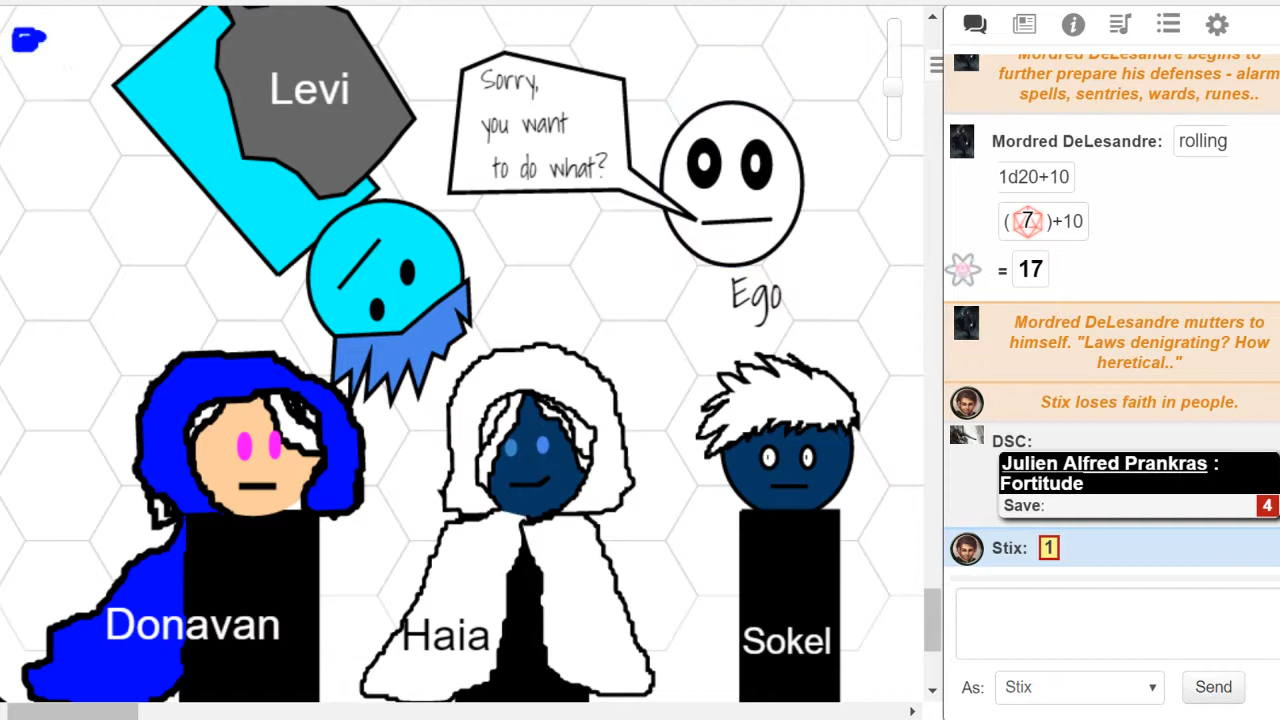 Levi
Sorry,
you want
to do what?
Ego
Donavan
Haia
Sokel
Mordred DeLesandre begins to
further prepare his defenses - alarm
spells, sentries, wards, runes..
Mordred DeLesandre: rolling
1d20+10
(7)+10
= 17
Mordred DeLesandre mutters to
himself. "Laws denigrating? How
heretical.."
Stix loses faith in people.
DSC:
Julien Alfred Prankras :
Fortitude
Save: 4
Stix: 1
As: Stix Send